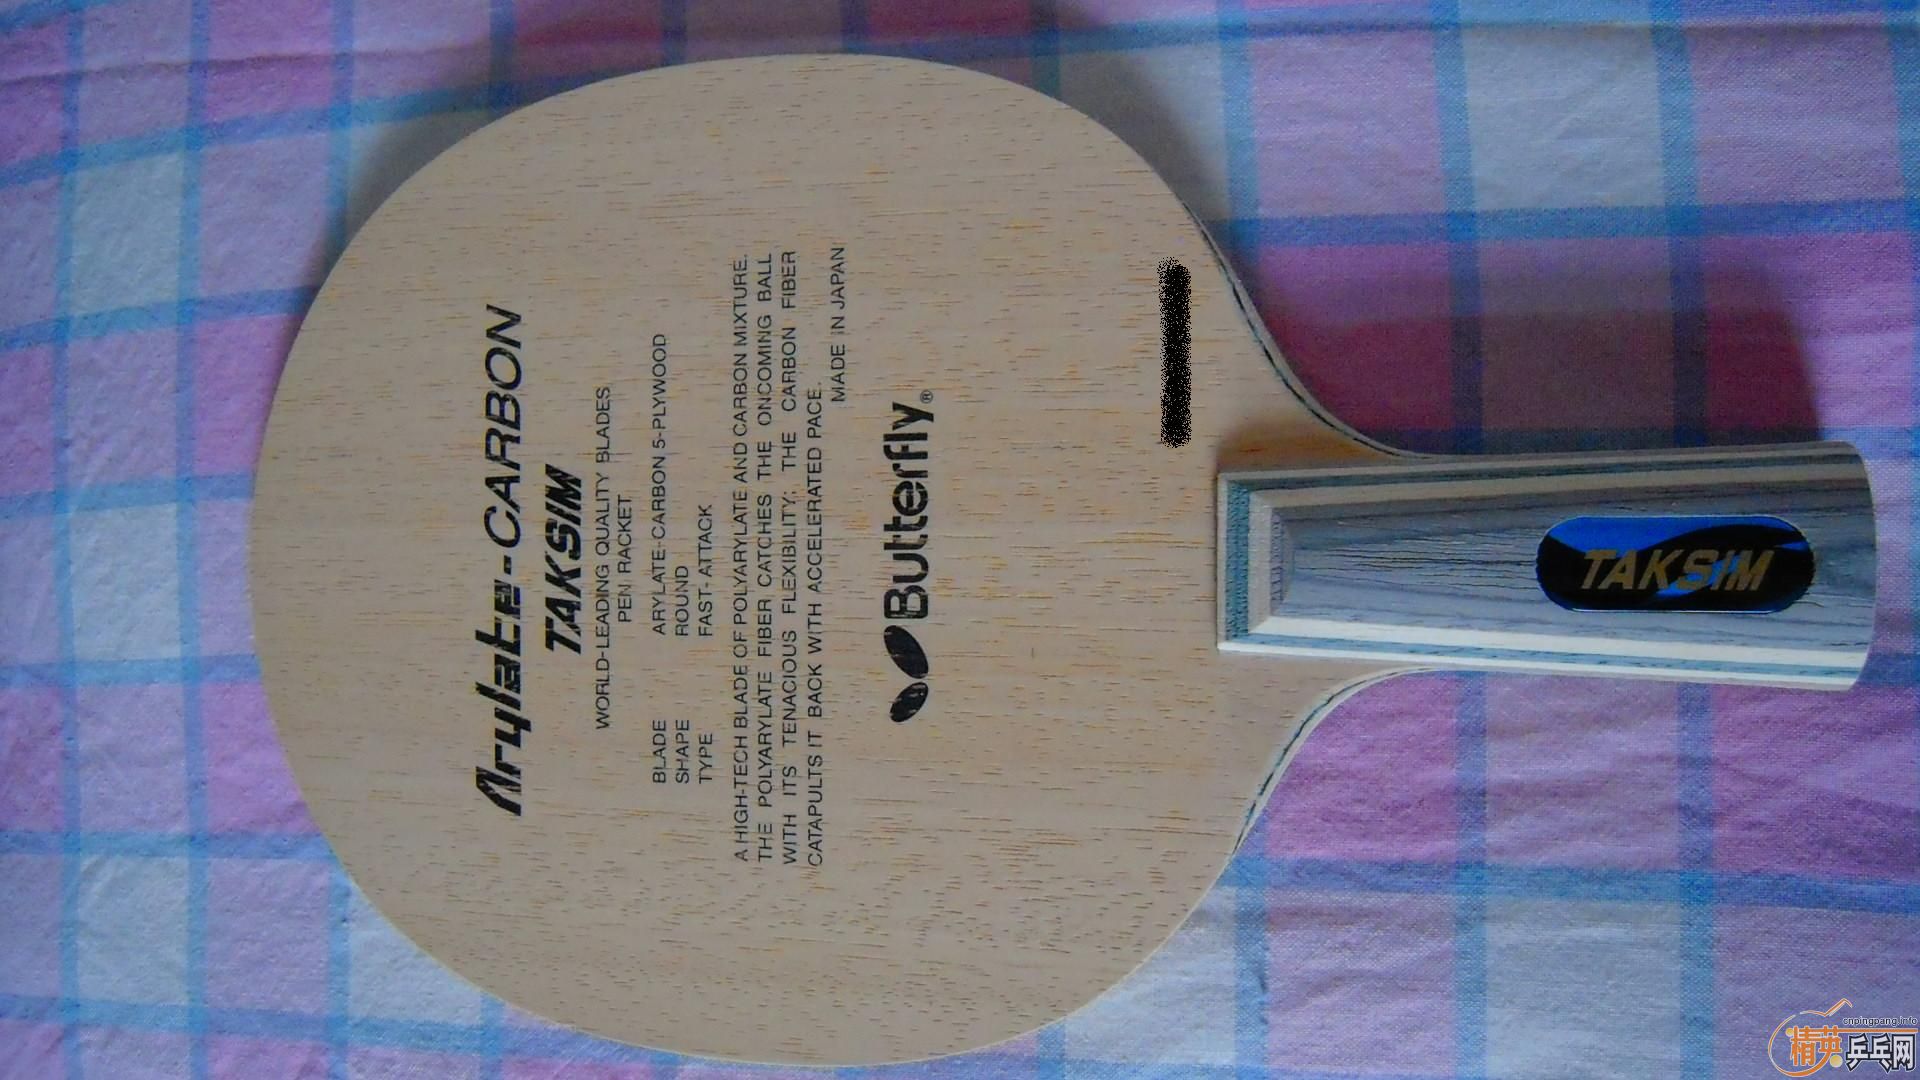 Arylate-CARBON
TAKSIM
WORLD-LEADING QUALITY BLADES
PEN RACKET
BLADE ARYLATE-CARBON 5-PLYWOOD
SHAPE ROUND
TYPE FAST-ATTACK
A HIGH-TECH BLADE OF POLYARYLATE AND CARBON MIXTURE.
THE POLYARYLATE FIBER CATCHES THE ONCOMING BALL
WITH ITS TENACIOUS FLEXIBILITY; THE CARBON FIBER
CATAPULTS IT BACK WITH ACCELERATED PACE.
MADE IN JAPAN
Butterfly®
TAKSIM
cnpingpang.info
精英乒乓网